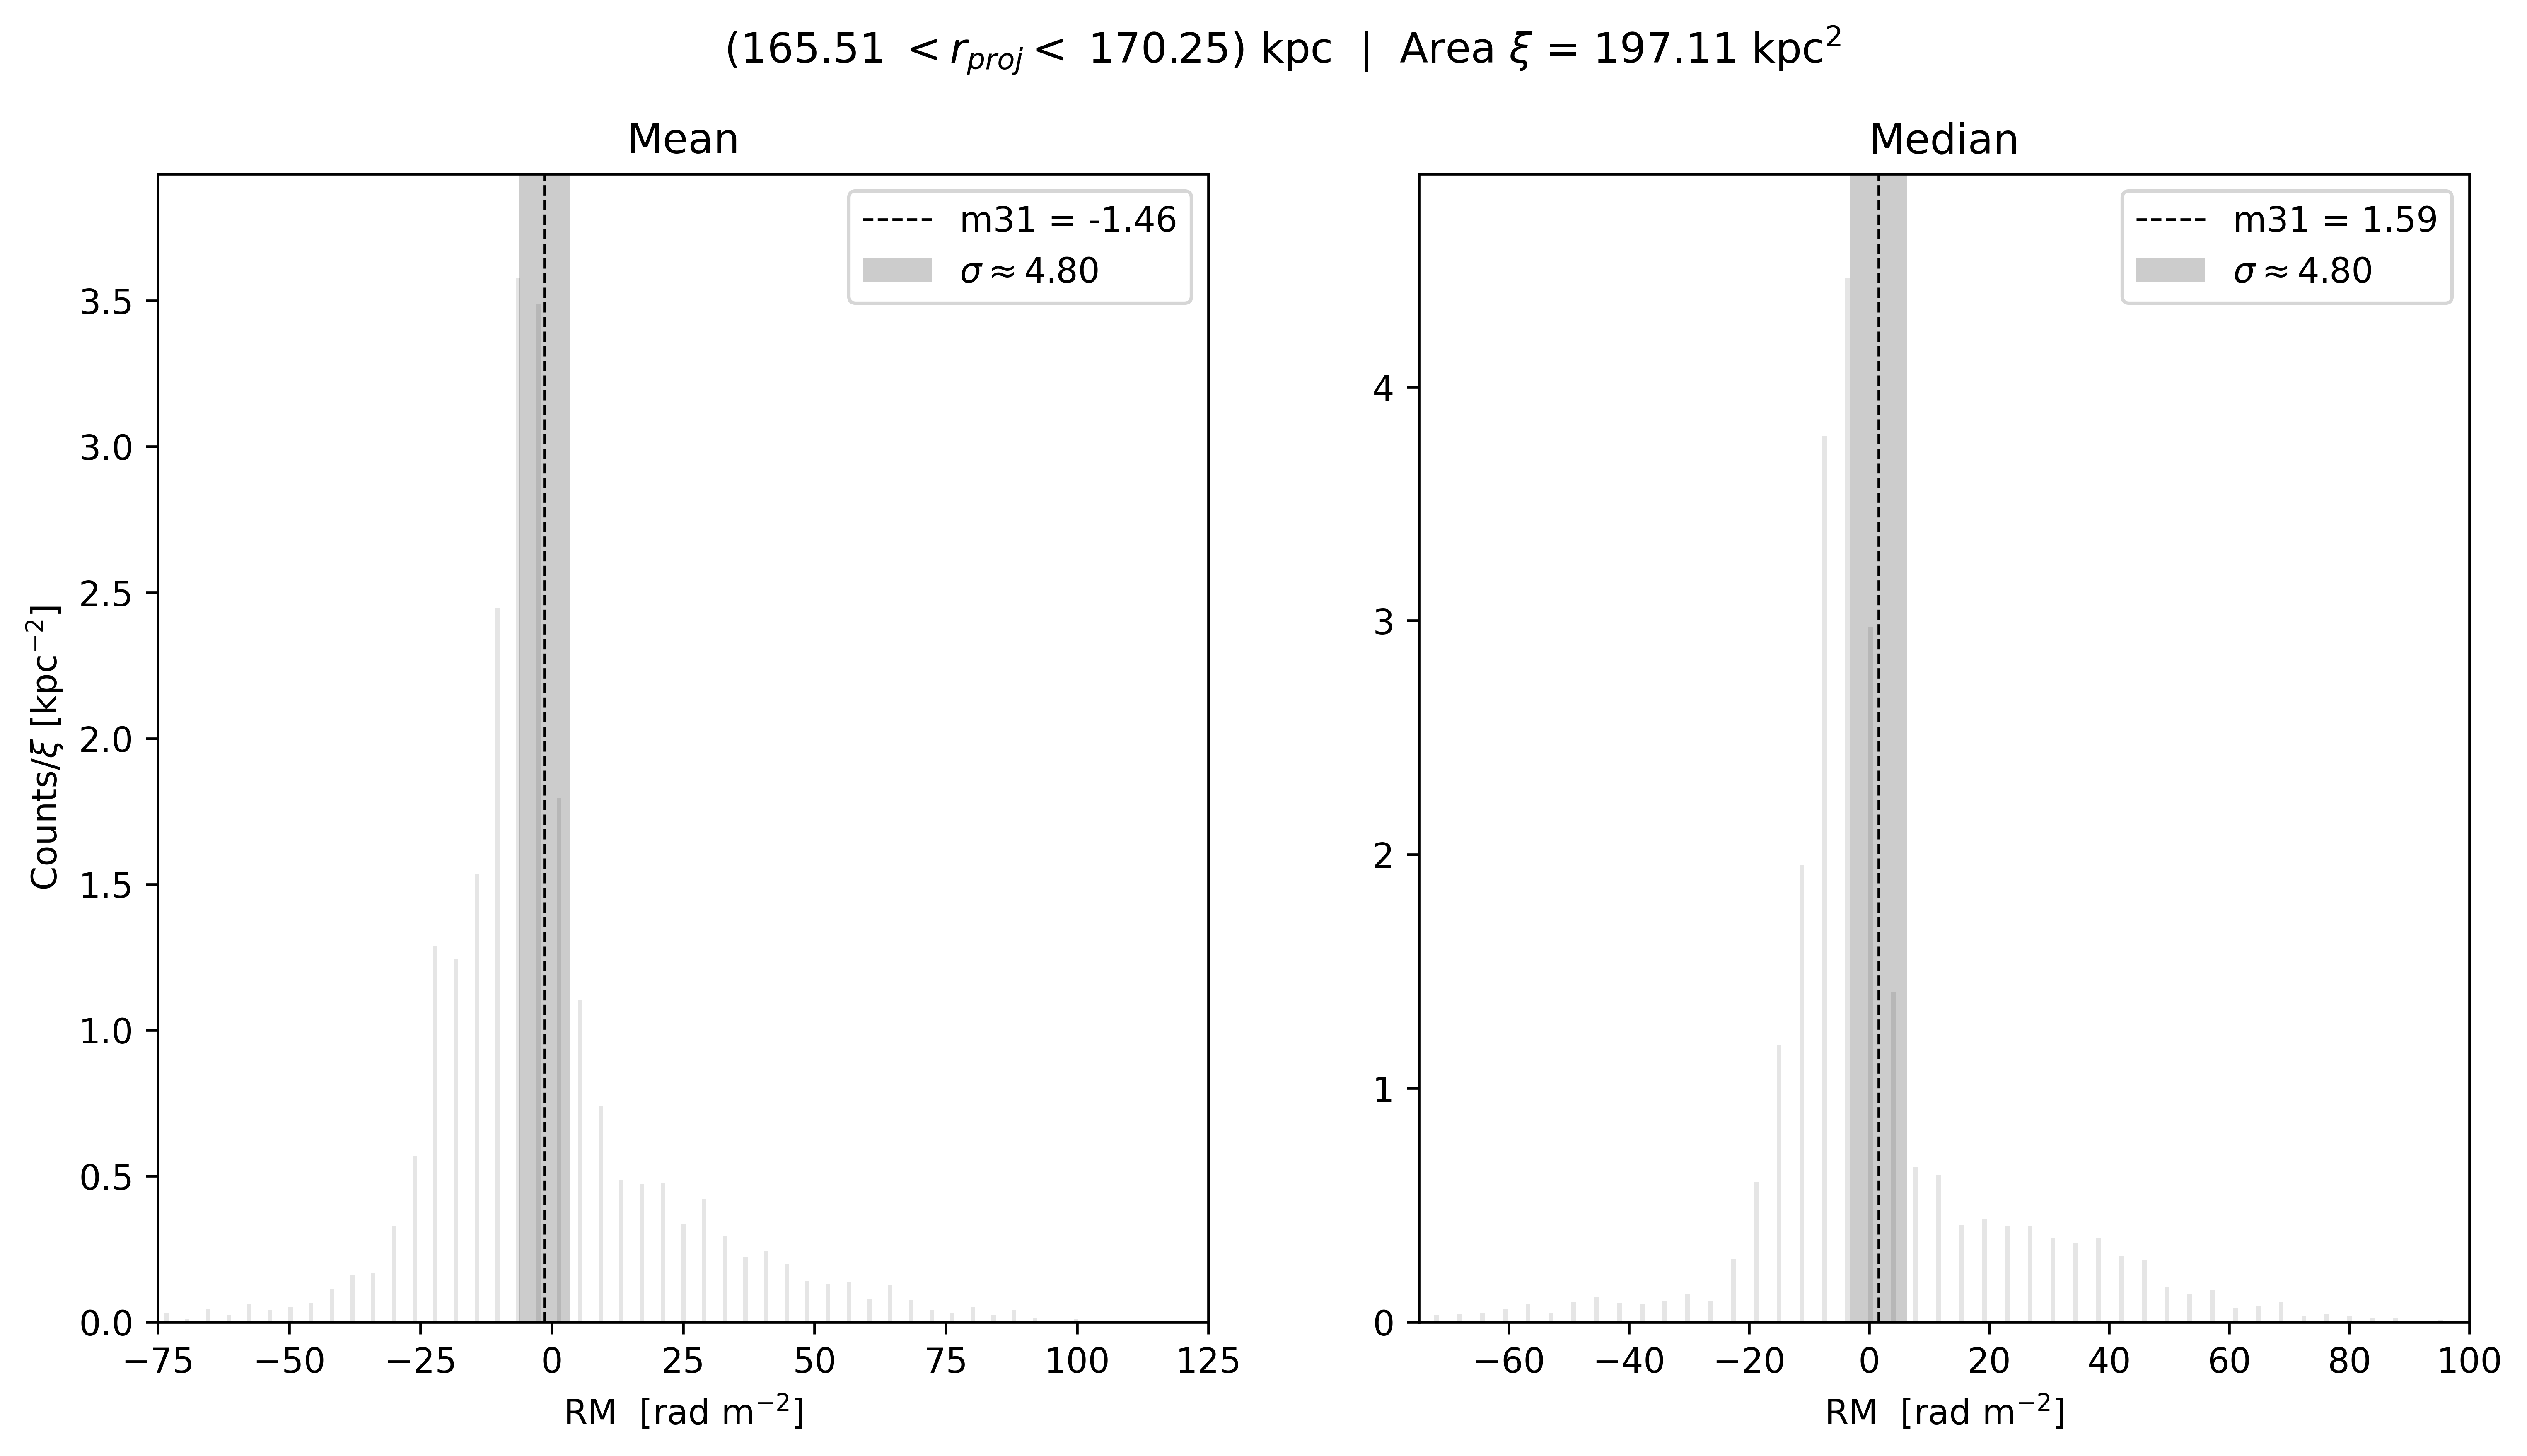 (165.51 < r_proj < 170.25) kpc | Area ξ = 197.11 kpc²
Mean
m31 = -1.46
σ ≈ 4.80
Counts/ξ [kpc⁻²]
3.5
3.0
2.5
2.0
1.5
1.0
0.5
0.0
−75 −50 −25 0 25 50 75 100 125
RM [rad m⁻²]
Median
m31 = 1.59
σ ≈ 4.80
4
3
2
1
0
−60 −40 −20 0 20 40 60 80 100
RM [rad m⁻²]